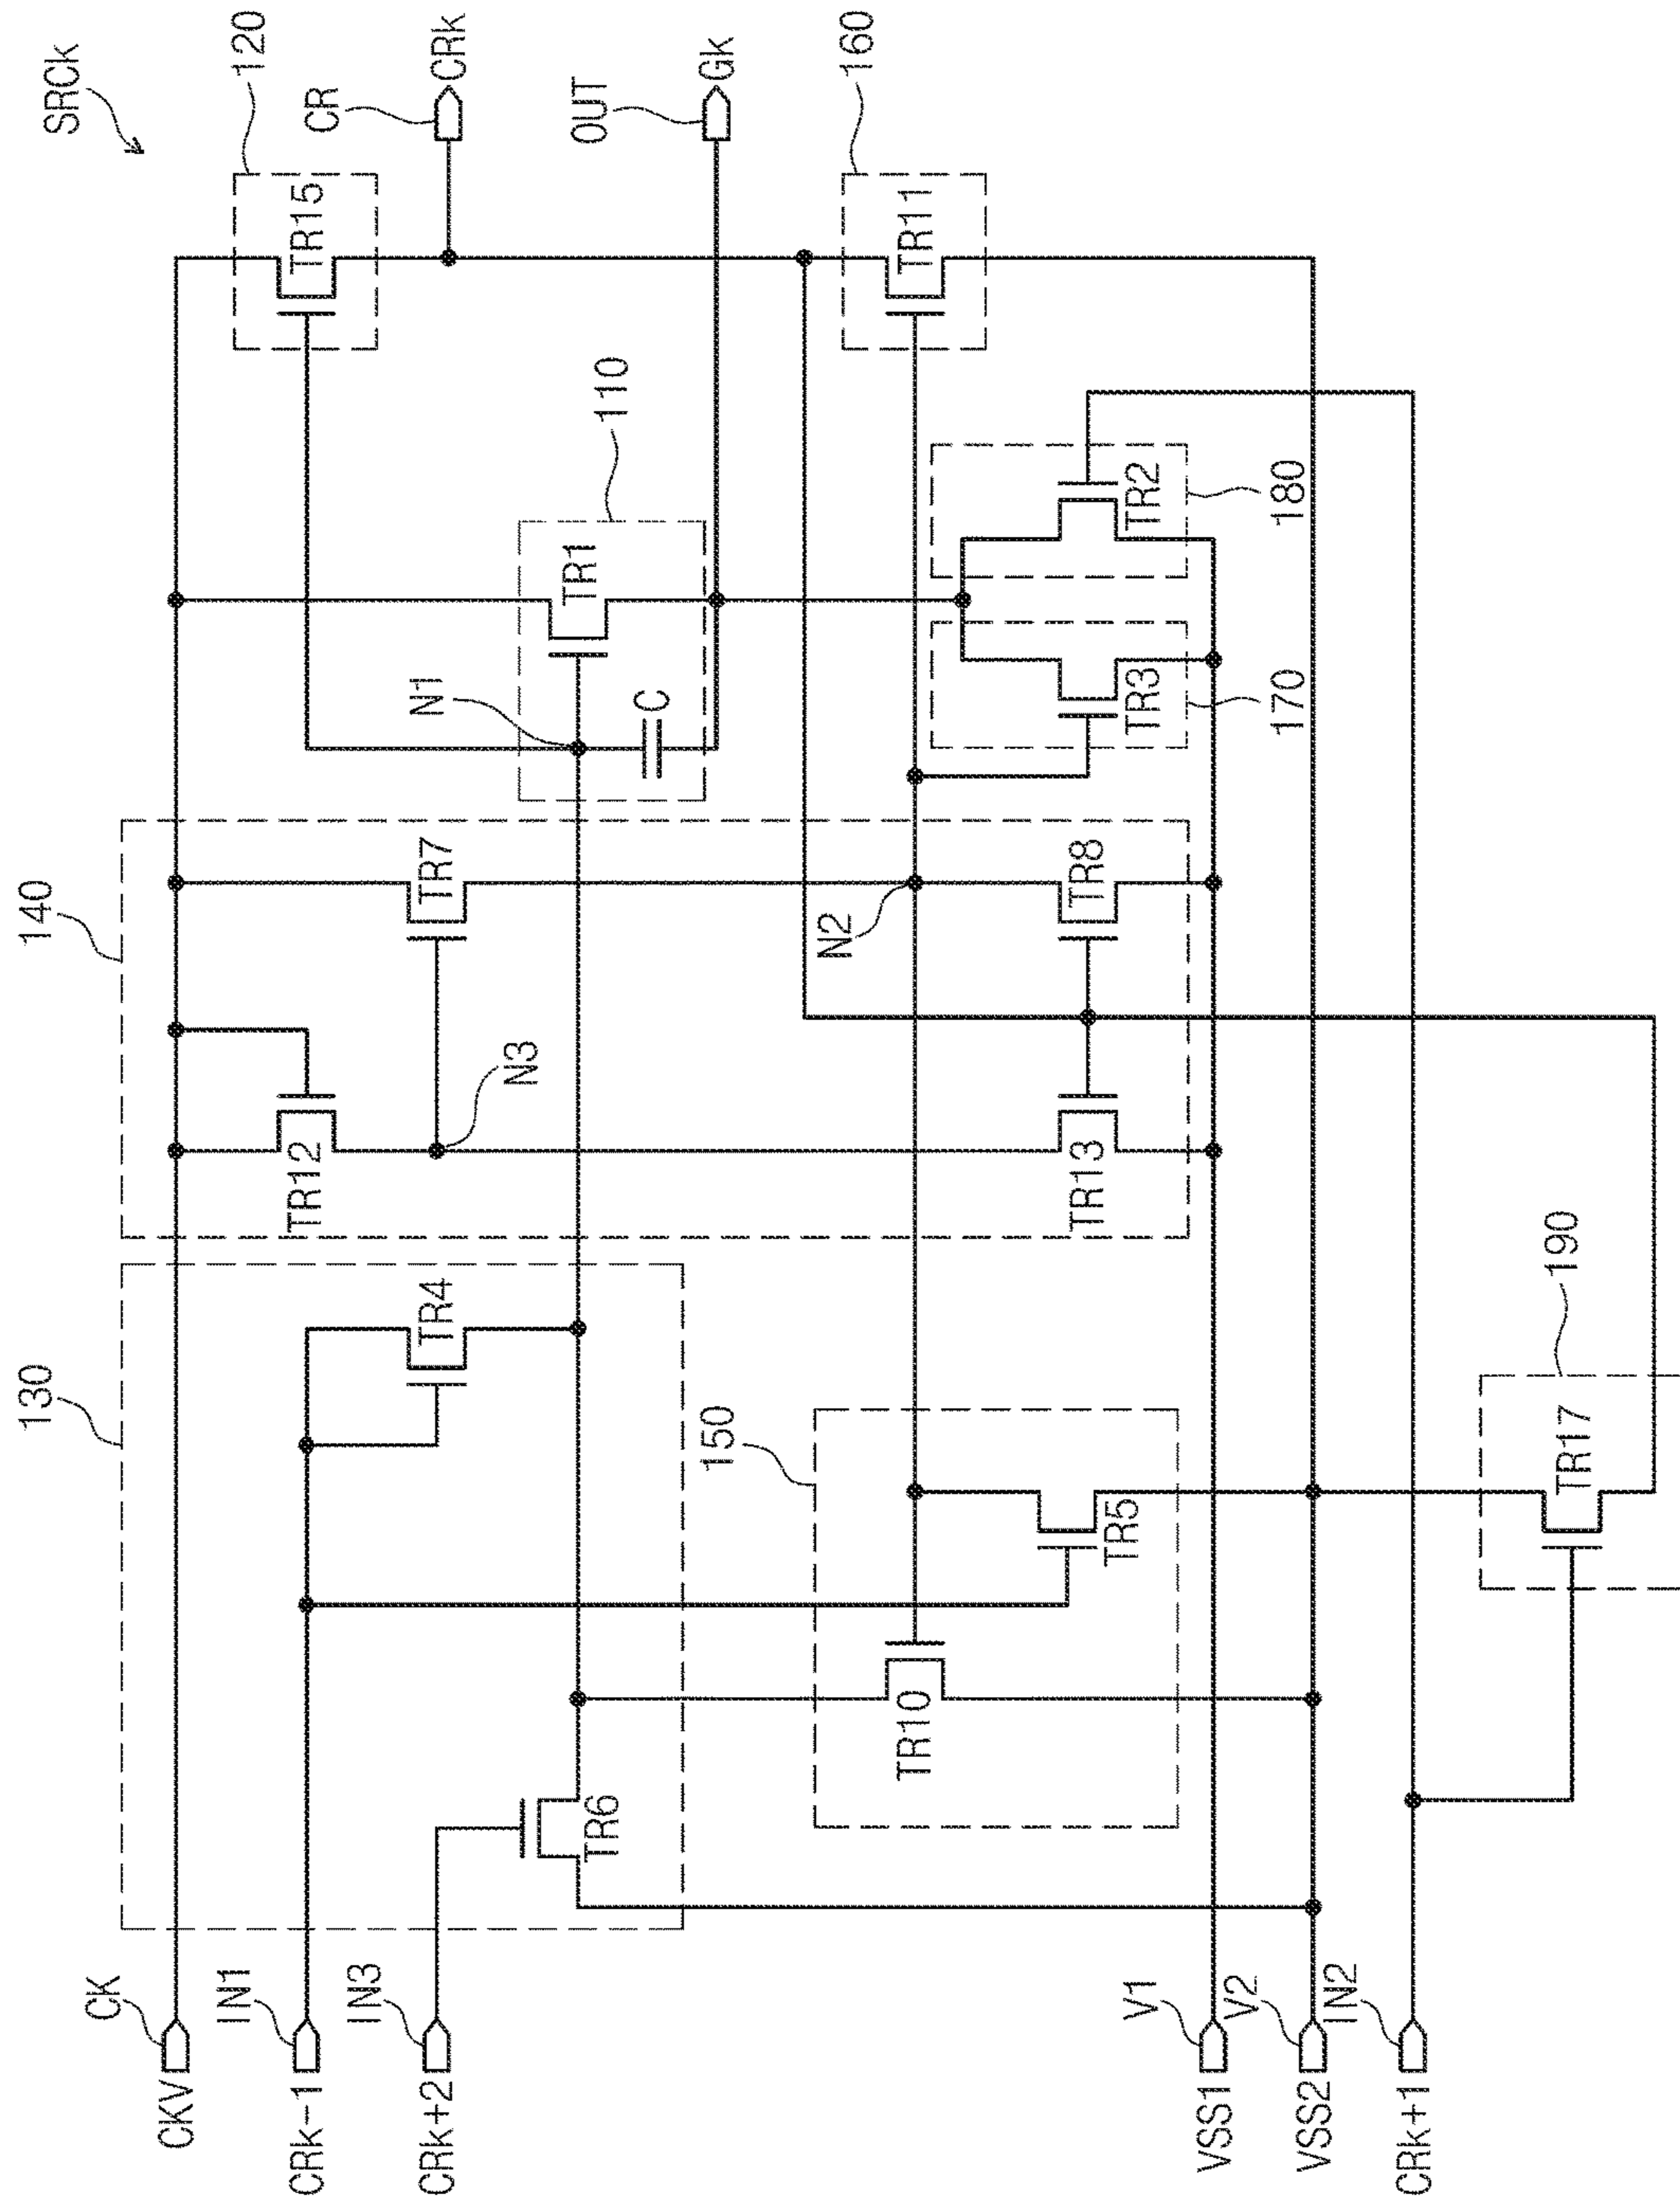 SRCk
120
CR
CRk
OUT
Gk
160
TR15
TR11
110
TR1
N1
C
TR2
180
TR3
170
140
TR7
N2
TR8
N3
TR12
TR13
130
TR4
150
TR5
190
TR17
TR10
TR6
CK
CKV
IN1
CRk-1
IN3
CRk+2
V1
VSS1
V2
VSS2
IN2
CRk+1